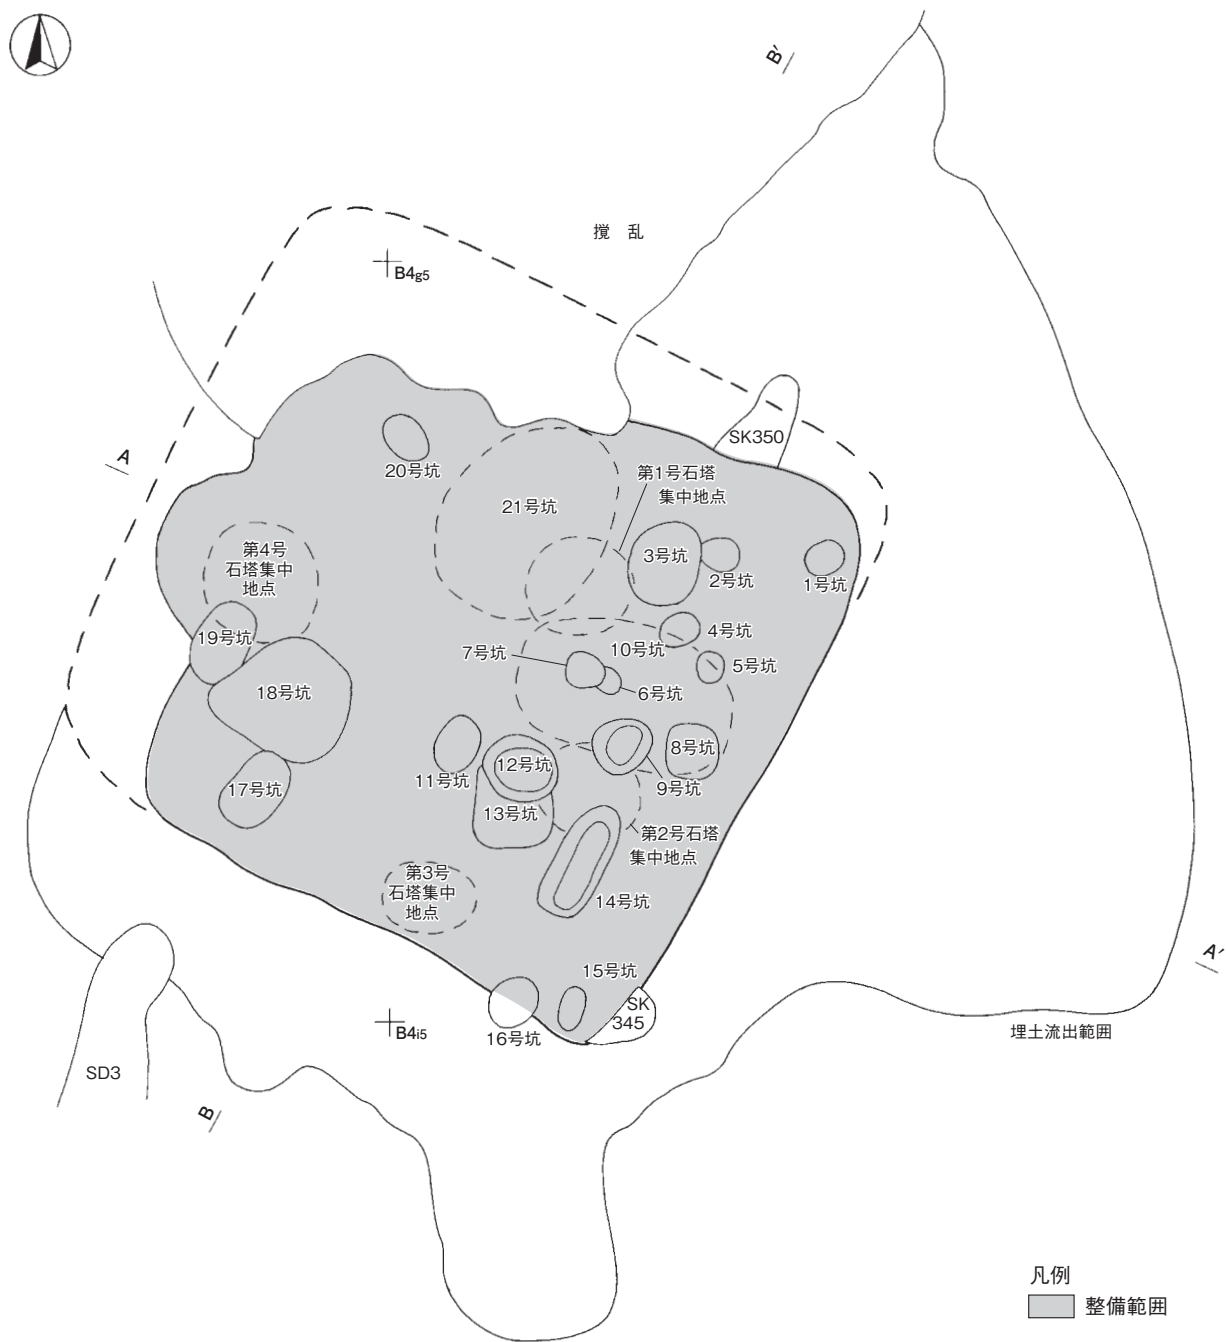 B′
撹 乱
B4g5
SK350
A
20号坑
第1号石塔
集中地点
21号坑
3号坑
2号坑
1号坑
第4号
石塔集中
地点
19号坑
4号坑
10号坑
7号坑
5号坑
6号坑
18号坑
8号坑
12号坑
11号坑
9号坑
17号坑
13号坑
第2号石塔
集中地点
第3号
石塔集中
地点
14号坑
A′
15号坑
SK
345
16号坑
B4i5
埋土流出範囲
SD3
B
凡例
整備範囲